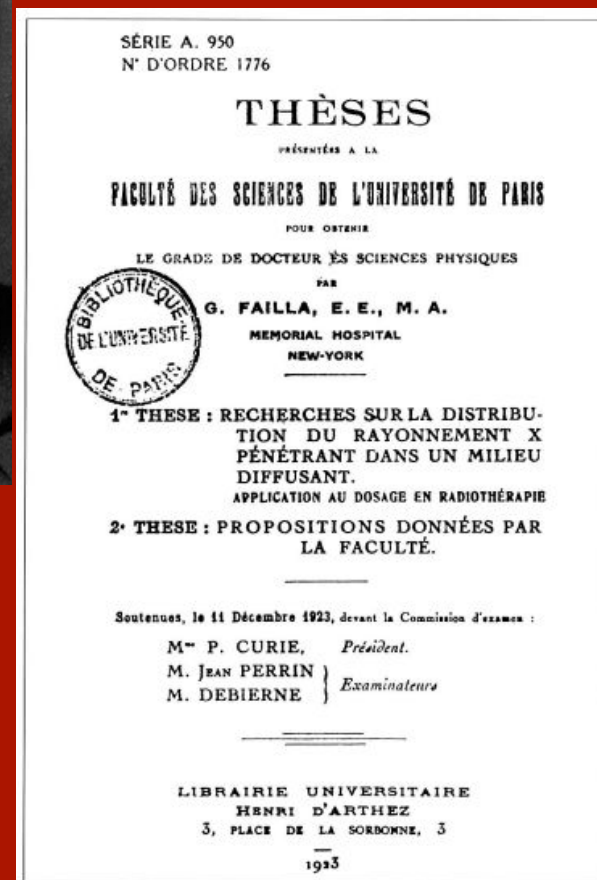 SÉRIE A. 950
N° D'ORDRE 1776
THÈSES
PRÉSENTÉES A LA
FACULTÉ DES SCIENCES DE L'UNIVERSITÉ DE PARIS
POUR OBTENIR
LE GRADE DE DOCTEUR ÈS SCIENCES PHYSIQUES
PAR
G. FAILLA, E. E., M. A.
MEMORIAL HOSPITAL
NEW-YORK
BIBLIOTHÈQUE
DE L'UNIVERSITÉ
DE PARIS
1re THESE : RECHERCHES SUR LA DISTRIBU-
TION DU RAYONNEMENT X
PÉNÉTRANT DANS UN MILIEU
DIFFUSANT.
APPLICATION AU DOSAGE EN RADIOTHÉRAPIE
2e THESE : PROPOSITIONS DONNÉES PAR
LA FACULTÉ.
Soutenues, le 11 Décembre 1923, devant la Commission d'examen :
Mme P. CURIE, Président.
M. JEAN PERRIN
M. DEBIERNE
Examinateurs
LIBRAIRIE UNIVERSITAIRE
HENRI D'ARTHEZ
3, PLACE DE LA SORBONNE, 3
1923